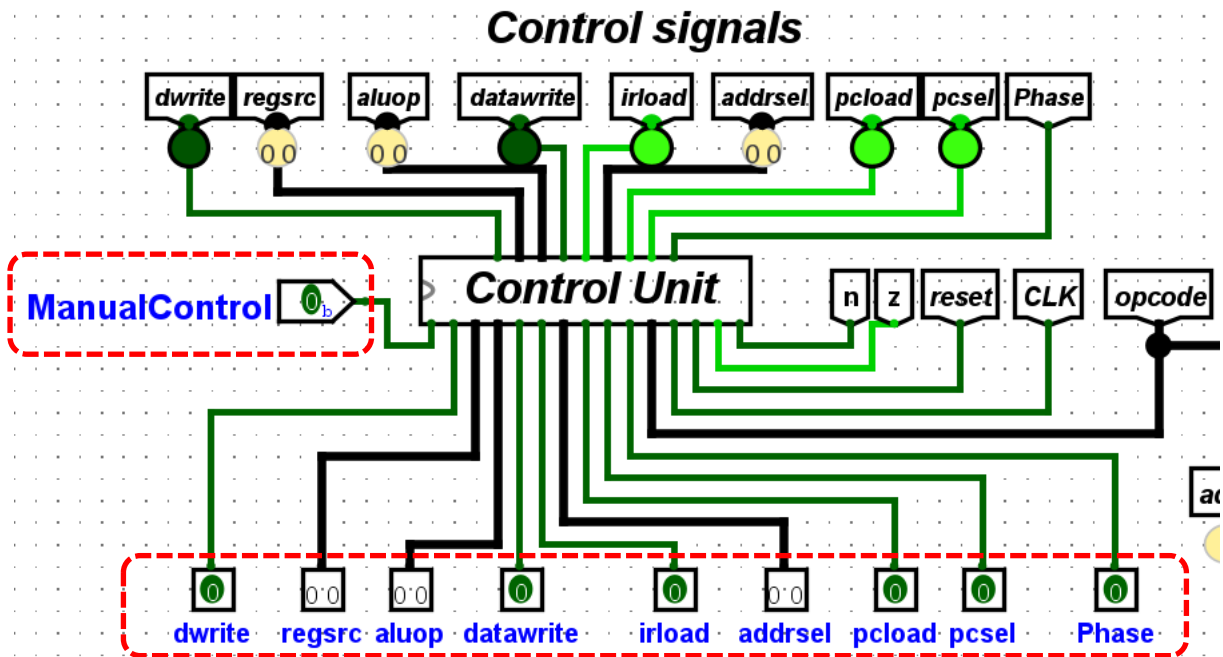 Control signals
dwrite regsrc aluop datawrite irload addrsel pcload pcsel Phase
0 0 0 0 0 0
ManualControl 0 b Control Unit n z reset CLK opcode
0 0 0 0 0 0 0 0 0 0 0 0
dwrite regsrc aluop datawrite irload addrsel pcload pcsel Phase